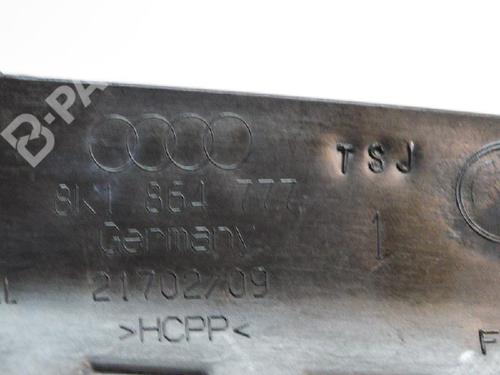 B-PA
TSJ
8K1 864 777
1
Germany
21702/09
L
>HCPP<
F